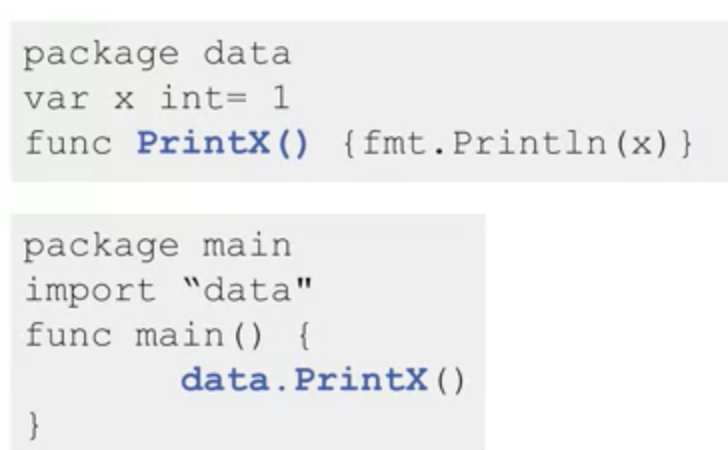 package data
var x int= 1
func PrintX() {fmt.Println(x)}
package main
import “data"
func main() {
data.PrintX()
}